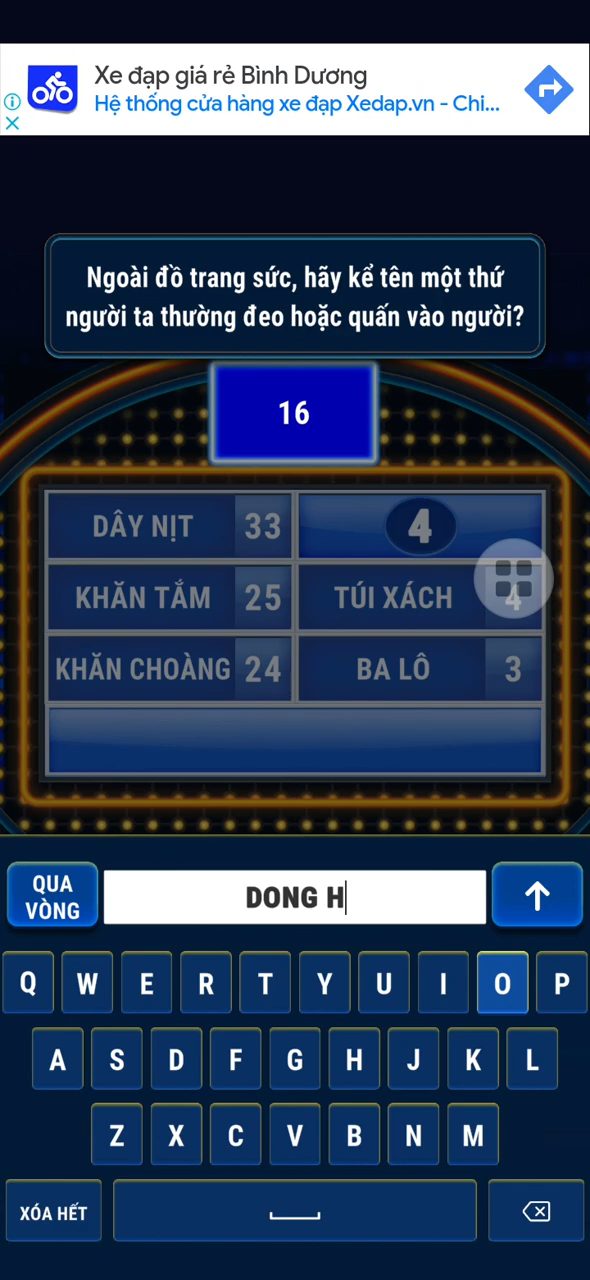 Xe đạp giá rẻ Bình Dương
Hệ thống cửa hàng xe đạp Xedap.vn - Chi...
Ngoài đồ trang sức, hãy kể tên một thứ
người ta thường đeo hoặc quấn vào người?
16
DÂY NỊT 33
4
KHĂN TẮM 25
TÚI XÁCH 4
KHĂN CHOÀNG 24
BA LÔ 3
QUA
VÒNG
DONG H
Q W E R T Y U I O P
A S D F G H J K L
Z X C V B N M
XÓA HẾT